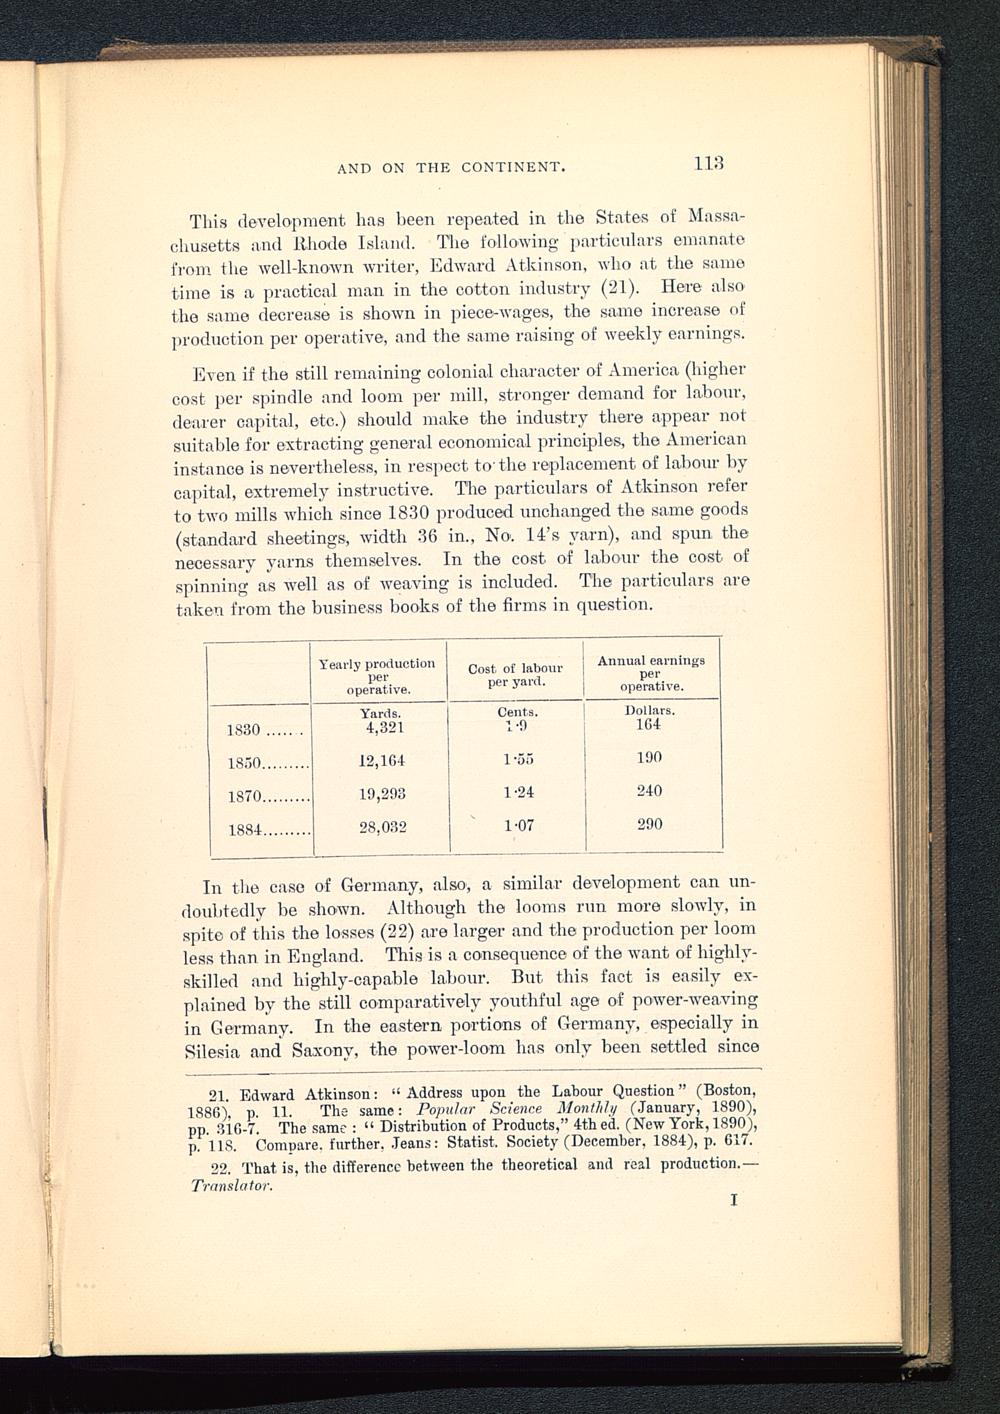 AND ON THE CONTINENT. 113
This development has been repeated in the States of Massa-
chusetts and Rhode Island. The following particulars emanate
from the well-known writer, Edward Atkinson, who at the same
time is a practical man in the cotton industry (21). Here also
the same decrease is shown in piece-wages, the same increase of
production per operative, and the same raising of weekly earnings.
Even if the still remaining colonial character of America (higher
cost per spindle and loom per mill, stronger demand for labour,
dearer capital, etc.) should make the industry there appear not
suitable for extracting general economical principles, the American
instance is nevertheless, in respect to the replacement of labour by
capital, extremely instructive. The particulars of Atkinson refer
to two mills which since 1830 produced unchanged the same goods
(standard sheetings, width 36 in., No. 14's yarn), and spun the
necessary yarns themselves. In the cost of labour the cost of
spinning as well as of weaving is included. The particulars are
taken from the business books of the firms in question.
Yearly production per operative. Cost of labour per yard. Annual earnings per operative.
Yards. Cents. Dollars.
1830 ...... 4,321 1·9 164
1850......... 12,164 1·55 190
1870......... 19,293 1·24 240
1884......... 28,032 1·07 290
In the case of Germany, also, a similar development can un-
doubtedly be shown. Although the looms run more slowly, in
spite of this the losses (22) are larger and the production per loom
less than in England. This is a consequence of the want of highly-
skilled and highly-capable labour. But this fact is easily ex-
plained by the still comparatively youthful age of power-weaving
in Germany. In the eastern portions of Germany, especially in
Silesia and Saxony, the power-loom has only been settled since
21. Edward Atkinson: “Address upon the Labour Question” (Boston,
1886), p. 11. The same: Popular Science Monthly (January, 1890),
pp. 316-7. The same: “Distribution of Products,” 4th ed. (New York, 1890),
p. 118. Compare, further, Jeans: Statist. Society (December, 1884), p. 617.
22. That is, the difference between the theoretical and real production.—
Translator.
I